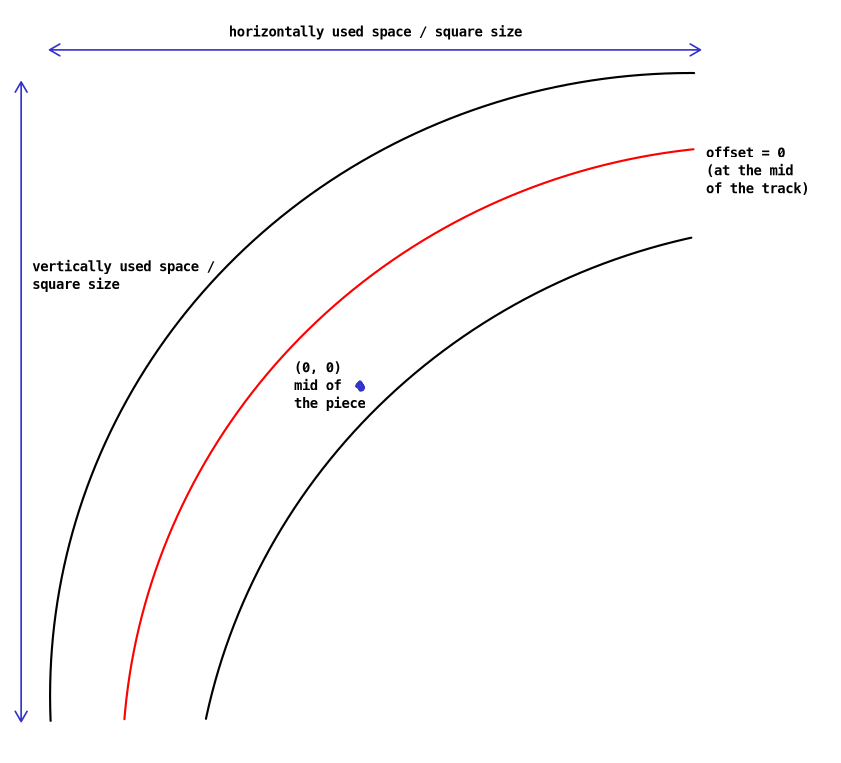 horizontally used space / square size
offset = 0
(at the mid
of the track)
vertically used space /
square size
(0, 0)
mid of
the piece